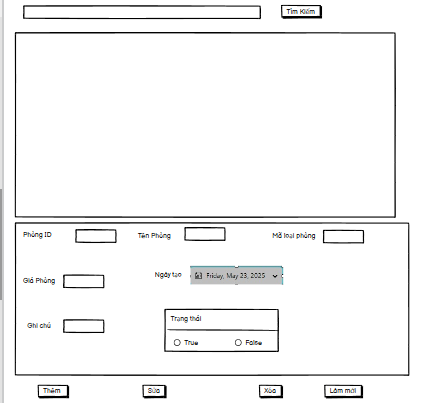 Tìm Kiếm
Phòng ID
Tên Phòng
Mã loại phòng
Ngày tạo
Friday, May 23, 2025
Giá Phòng
Ghi chú
Trạng thái
True
False
Thêm
Sửa
Xóa
Làm mới